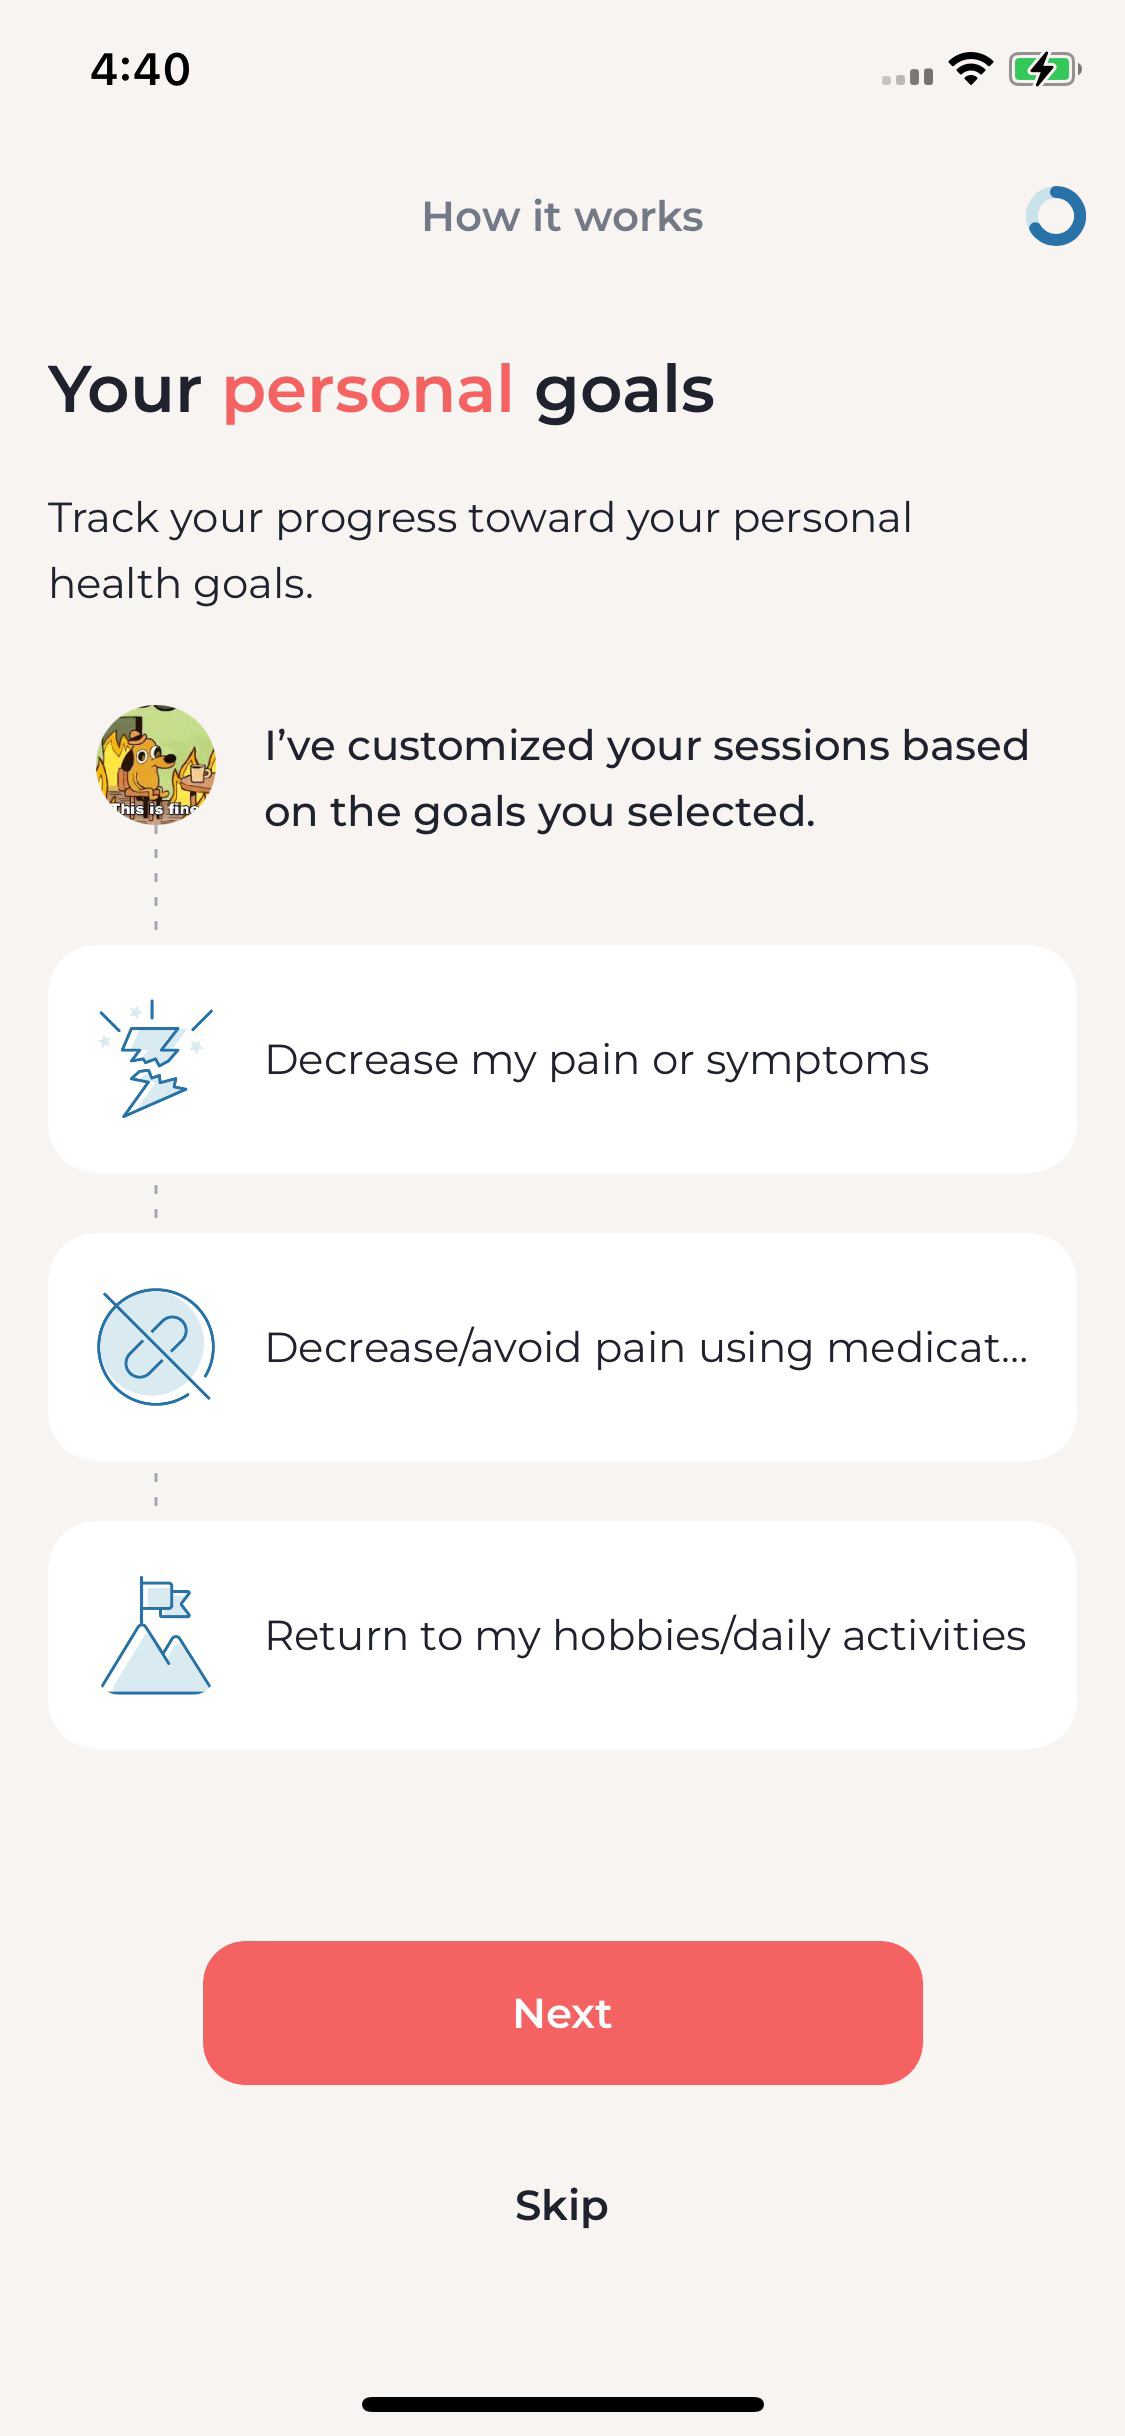 4:40
How it works
Your personal goals
Track your progress toward your personal
health goals.
This is fine
I’ve customized your sessions based
on the goals you selected.
Decrease my pain or symptoms
Decrease/avoid pain using medicat...
Return to my hobbies/daily activities
Next
Skip